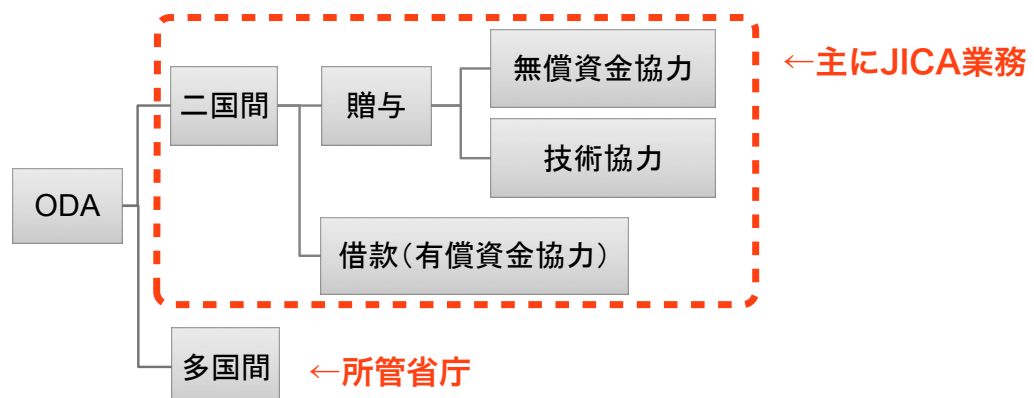 無償資金協力
←主にJICA業務
二国間
贈与
技術協力
ODA
借款(有償資金協力)
多国間
←所管省庁